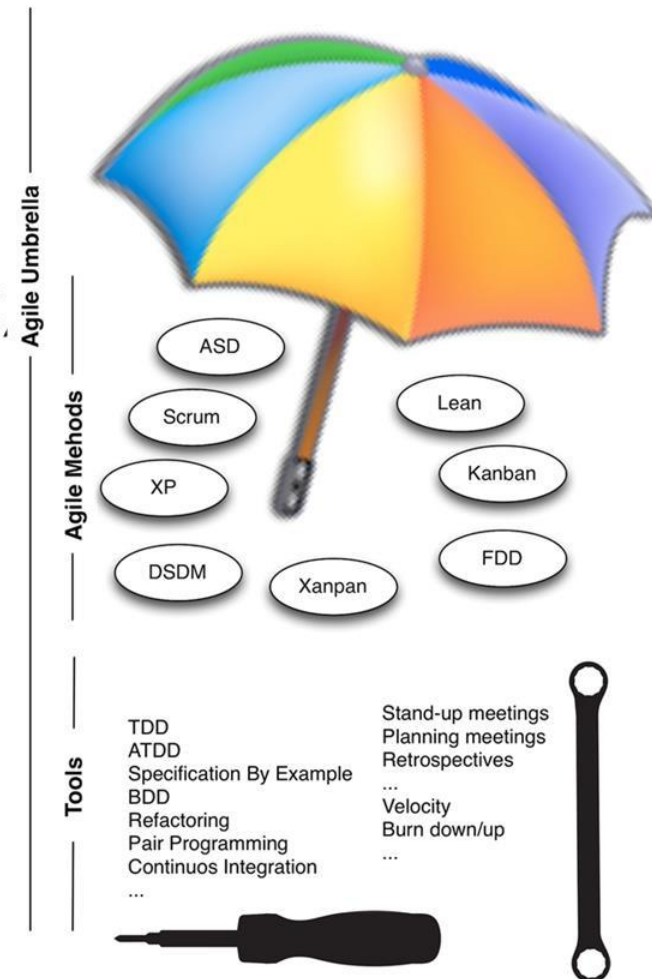 Agile Umbrella
Agile Mehods
ASD
Scrum
XP
DSDM
Xanpan
Lean
Kanban
FDD
Tools
TDD
ATDD
Specification By Example
BDD
Refactoring
Pair Programming
Continuos Integration
...
Stand-up meetings
Planning meetings
Retrospectives
...
Velocity
Burn down/up
...